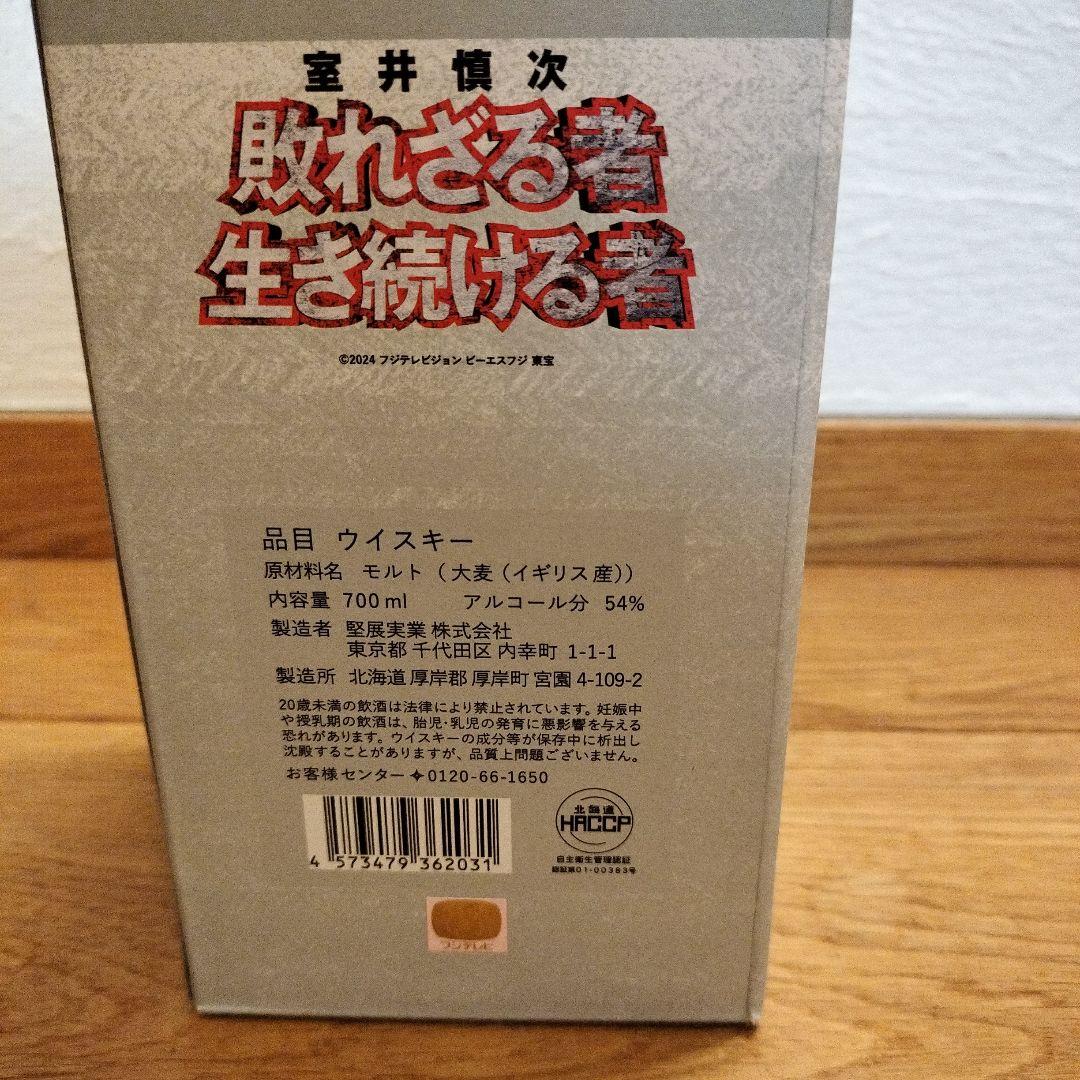 室井慎次
敗れざる者
生き続ける者
©2024 フジテレビジョン ビーエスフジ 東宝
品目 ウイスキー
原材料名 モルト（大麦（イギリス産））
内容量 700ml アルコール分 54%
製造者 堅展実業 株式会社
東京都 千代田区 内幸町 1-1-1
製造所 北海道 厚岸郡 厚岸町 宮園 4-109-2
20歳未満の飲酒は法律により禁止されています。妊娠中
や授乳期の飲酒は、胎児・乳児の発育に悪影響を与える
恐れがあります。ウイスキーの成分等が保存中に析出し
沈殿することがありますが、品質上問題ございません。
お客様センター✦0120-66-1650
4 573479 362031
北海道
HACCP
自主衛生管理認証
認証第01-00383号
フジテレビ